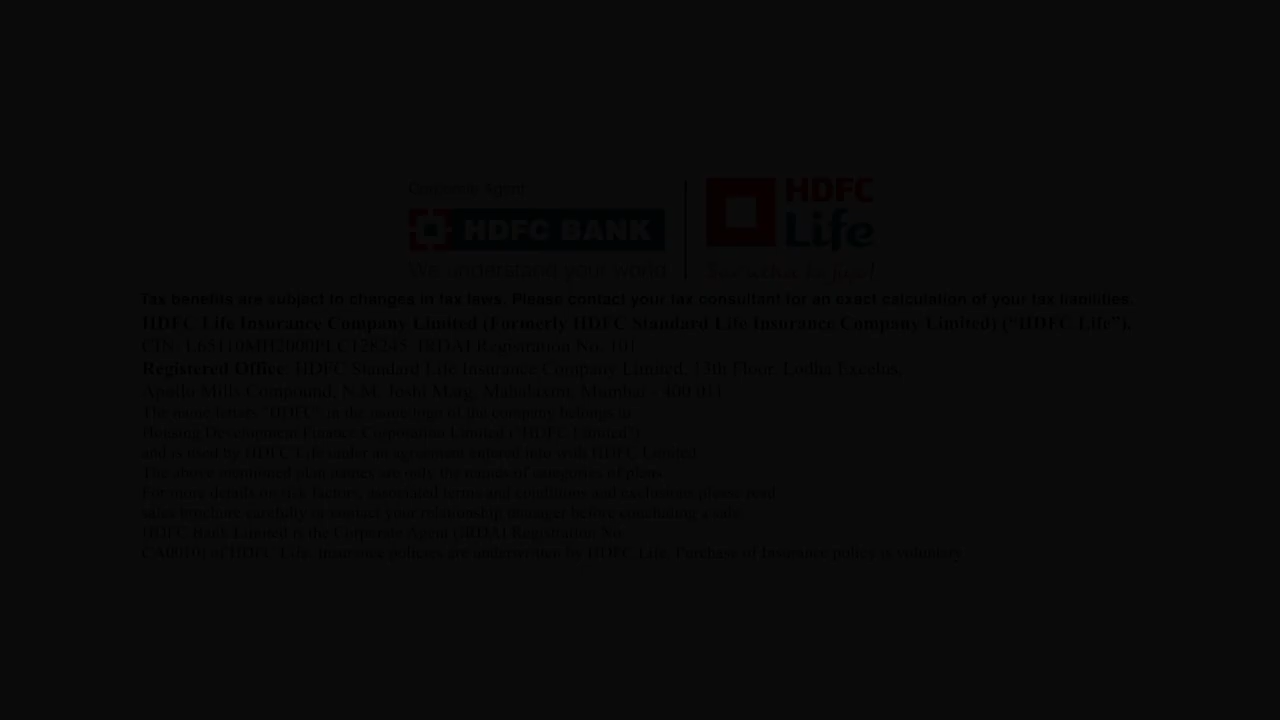 Corporate Agent
HDFC BANK
We understand your world
HDFC
Life
Sar utha ke jiyo!
Tax benefits are subject to changes in tax laws. Please contact your tax consultant for an exact calculation of your tax liabilities.
HDFC Life Insurance Company Limited (Formerly HDFC Standard Life Insurance Company Limited) (“HDFC Life”).
CIN: L65110MH2000PLC128245. IRDAI Registration No. 101
Registered Office: HDFC Standard Life Insurance Company Limited, 13th Floor, Lodha Excelus,
Apollo Mills Compound, N.M. Joshi Marg, Mahalaxmi, Mumbai - 400 011
The name/letters "HDFC" in the name/logo of the company belongs to
Housing Development Finance Corporation Limited ("HDFC Limited")
and is used by HDFC Life under an agreement entered into with HDFC Limited
The above mentioned plan names are only the names of categories of plans
For more details on risk factors, associated terms and conditions and exclusions please read
sales brochure carefully or contact your relationship manager before concluding a sale
HDFC Bank Limited is the Corporate Agent (IRDAI Registration No.
of HDFC Life. Insurance policies are underwritten by HDFC Life. Purchase of Insurance policy is voluntary